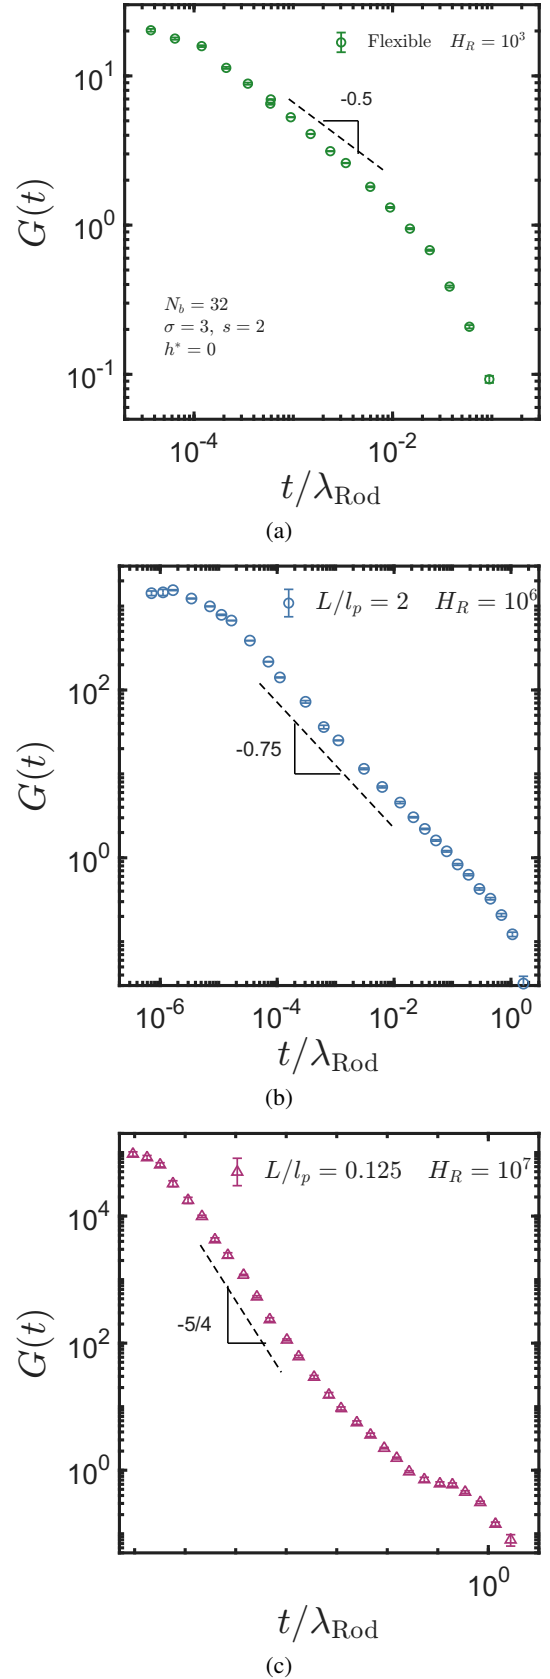 Flexible H_R = 10^3
10^1
-0.5
G(t)
10^0
N_b = 32
σ = 3, s = 2
h* = 0
10^-1
10^-4 10^-2
t/λ_Rod
(a)
L/l_p = 2 H_R = 10^6
10^2
-0.75
G(t)
10^0
10^-6 10^-4 10^-2 10^0
t/λ_Rod
(b)
L/l_p = 0.125 H_R = 10^7
10^4
-5/4
G(t)
10^2
10^0
10^0
t/λ_Rod
(c)